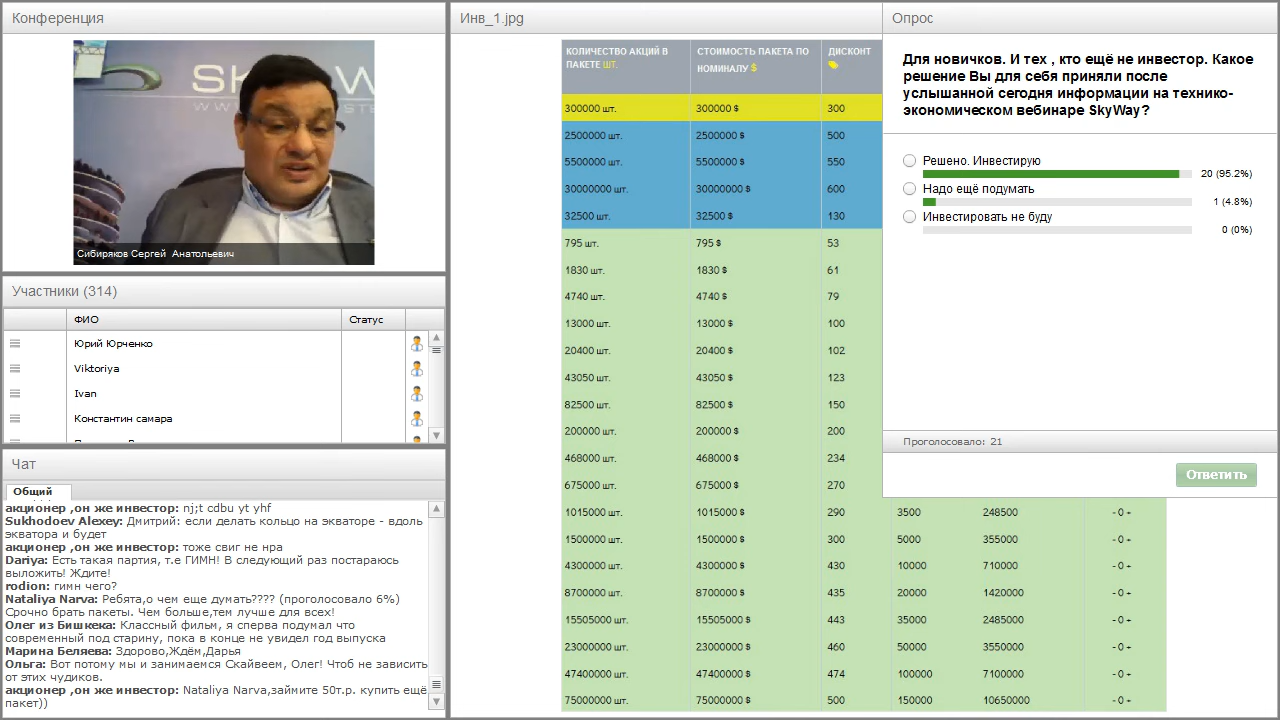 Конференция
SKYW
WWW
STE
Сибиряков Сергей Анатольевич
Участники (314)
ФИО Статус
Юрий Юрченко
Viktoriya
Ivan
Константин самара
Чат
Общий
акционер ,он же инвестор: nj;t cdbu yt yhf
Sukhodoev Alexey: Дмитрий: если делать кольцо на экваторе - вдоль
экватора и будет
акционер ,он же инвестор: тоже свиг не нра
Dariya: Есть такая партия, т.е ГИМН! В следующий раз постараюсь
выложить! Ждите!
rodion: гимн чего?
Nataliya Narva: Ребята,о чем еще думать???? (проголосовало 6%)
Срочно брать пакеты. Чем больше,тем лучше для всех!
Олег из Бишкека: Классный фильм, я сперва подумал что
современный под старину, пока в конце не увидел год выпуска
Марина Беляева: Здорово,Ждём,Дарья
Ольга: Вот потому мы и занимаемся Скайвеем, Олег! Чтоб не зависить
от этих чудиков.
акционер ,он же инвестор: Nataliya Narva,займите 50т.р. купить ещё
пакет))
Инв_1.jpg
КОЛИЧЕСТВО АКЦИЙ В ПАКЕТЕ ШТ. СТОИМОСТЬ ПАКЕТА ПО НОМИНАЛУ $ ДИСКОНТ
300000 шт. 300000 $ 300
2500000 шт. 2500000 $ 500
5500000 шт. 5500000 $ 550
30000000 шт. 30000000 $ 600
32500 шт. 32500 $ 130
795 шт. 795 $ 53
1830 шт. 1830 $ 61
4740 шт. 4740 $ 79
13000 шт. 13000 $ 100
20400 шт. 20400 $ 102
43050 шт. 43050 $ 123
82500 шт. 82500 $ 150
200000 шт. 200000 $ 200
468000 шт. 468000 $ 234
675000 шт. 675000 $ 270
1015000 шт. 1015000 $ 290 3500 248500 - 0 +
1500000 шт. 1500000 $ 300 5000 355000 - 0 +
4300000 шт. 4300000 $ 430 10000 710000 - 0 +
8700000 шт. 8700000 $ 435 20000 1420000 - 0 +
15505000 шт. 15505000 $ 443 35000 2485000 - 0 +
23000000 шт. 23000000 $ 460 50000 3550000 - 0 +
47400000 шт. 47400000 $ 474 100000 7100000 - 0 +
75000000 шт. 75000000 $ 500 150000 10650000 - 0 +
Опрос
Для новичков. И тех , кто ещё не инвестор. Какое
решение Вы для себя приняли после
услышанной сегодня информации на технико-
экономическом вебинаре SkyWay?
Решено. Инвестирую
20 (95.2%)
Надо ещё подумать
1 (4.8%)
Инвестировать не буду
0 (0%)
Проголосовало: 21
Ответить